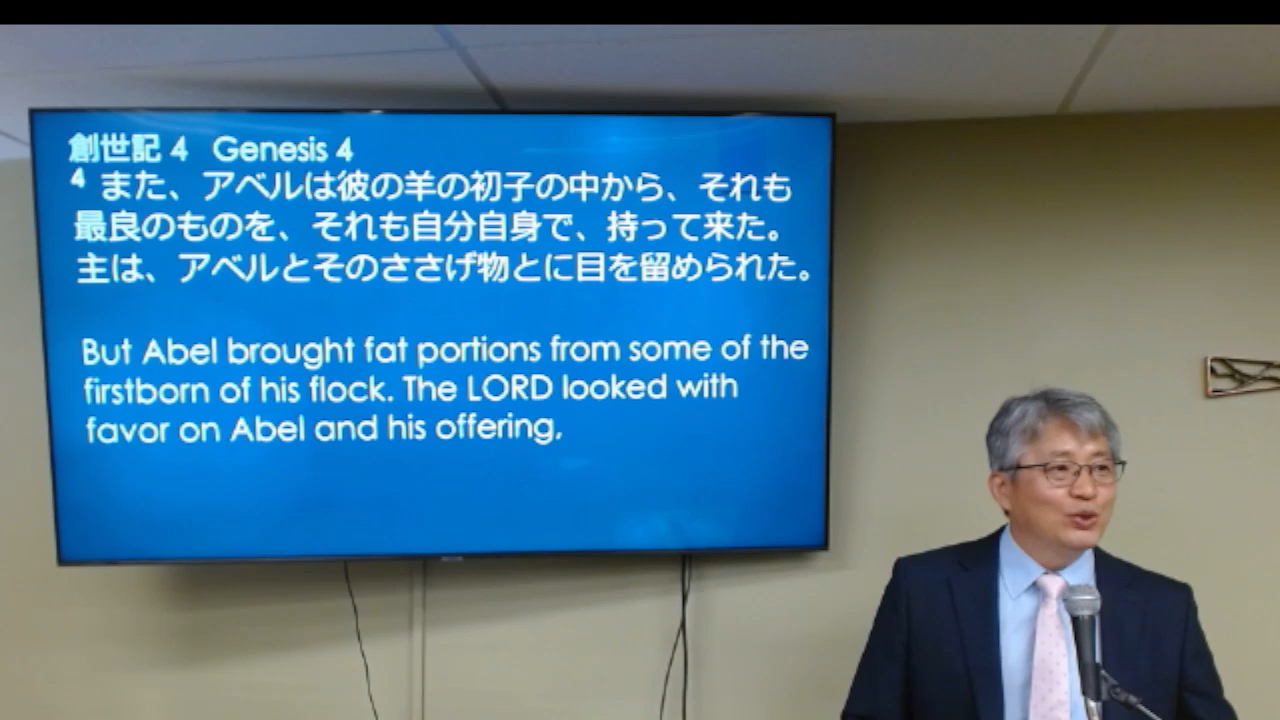 創世記 4 Genesis 4
4 また、アベルは彼の羊の初子の中から、それも
最良のものを、それも自分自身で、持って来た。
主は、アベルとそのささげ物とに目を留められた。
But Abel brought fat portions from some of the
firstborn of his flock. The LORD looked with
favor on Abel and his offering,